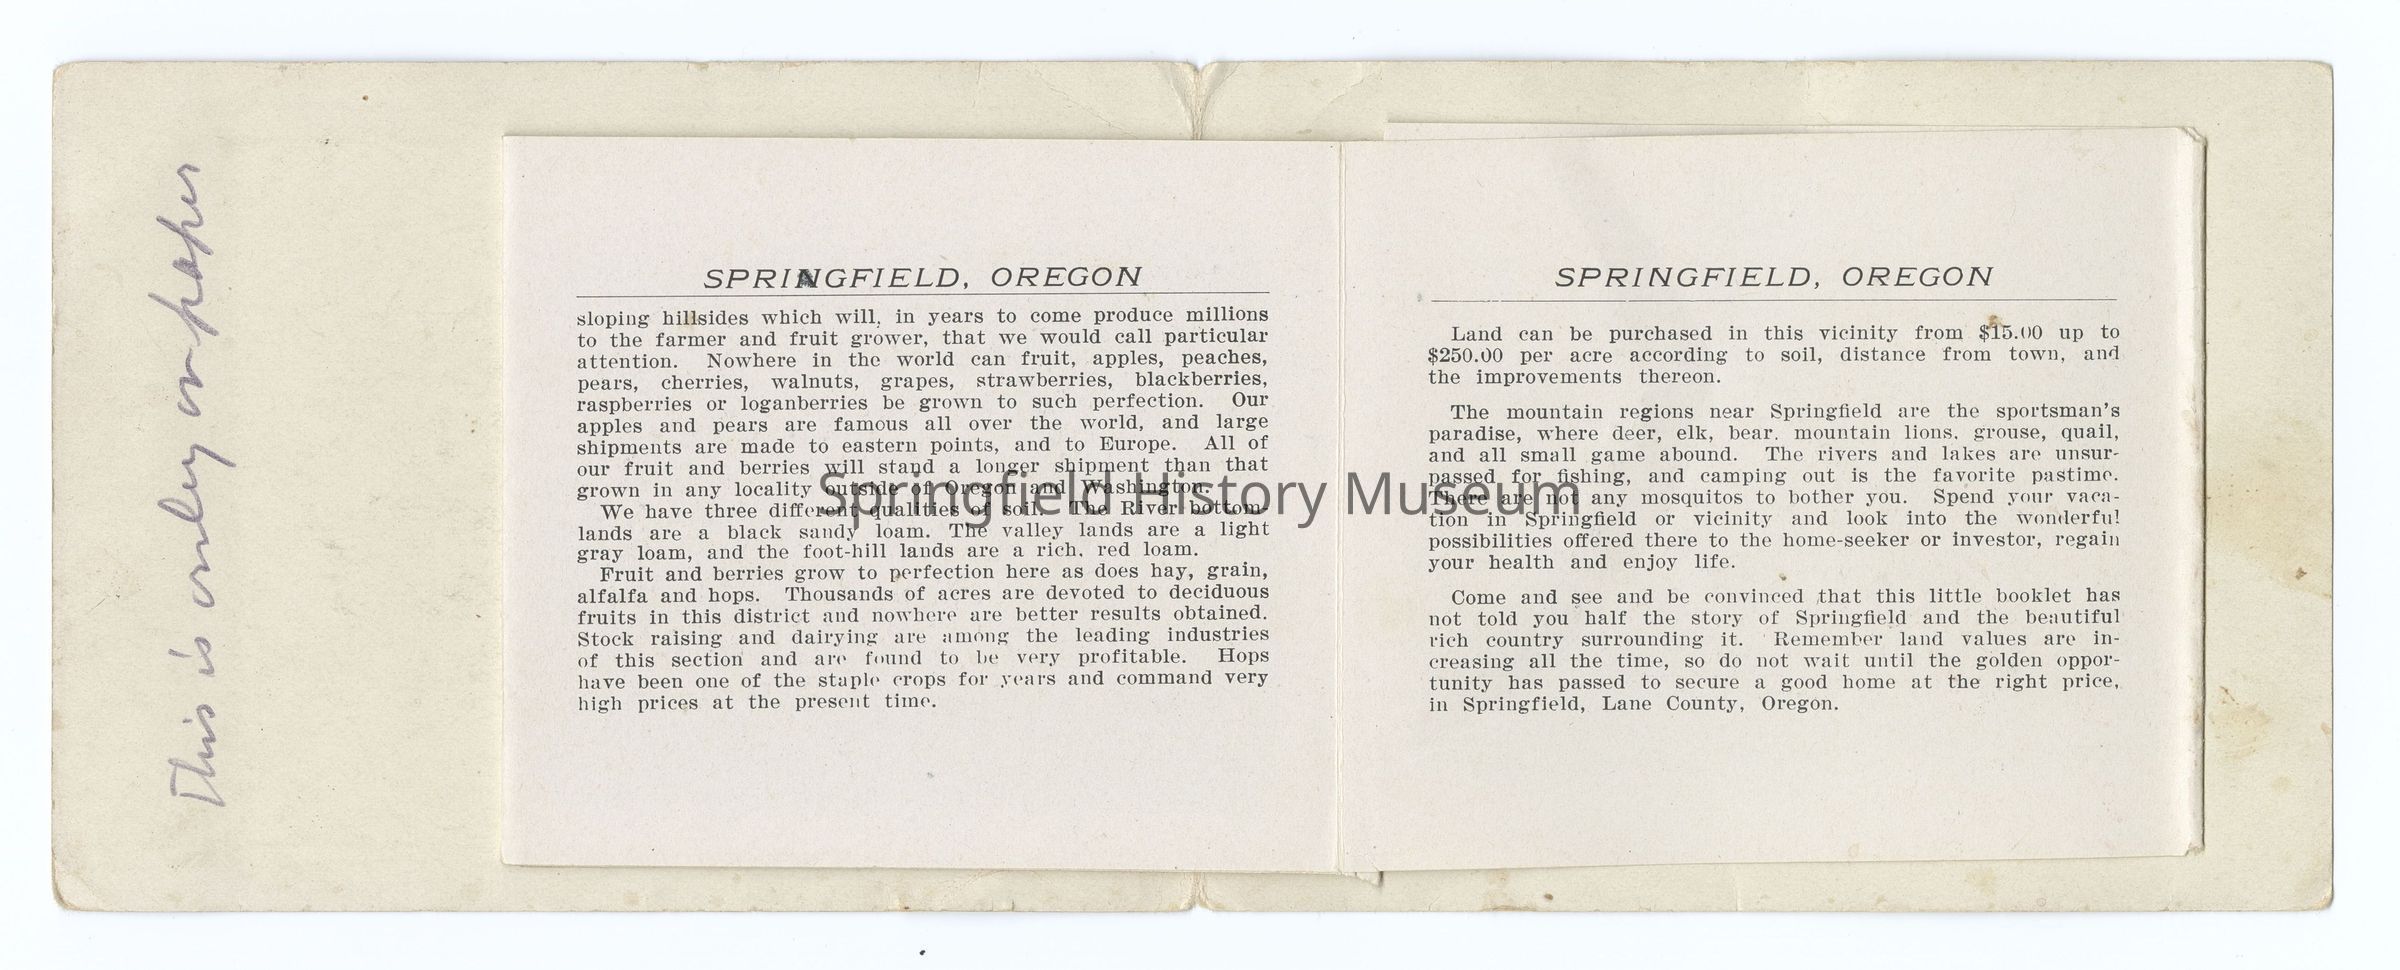 This is only on paper
SPRINGFIELD, OREGON
sloping hillsides which will, in years to come produce millions
to the farmer and fruit grower, that we would call particular
attention. Nowhere in the world can fruit, apples, peaches,
pears, cherries, walnuts, grapes, strawberries, blackberries,
raspberries or loganberries be grown to such perfection. Our
apples and pears are famous all over the world, and large
shipments are made to eastern points, and to Europe. All of
our fruit and berries will stand a longer shipment than that
grown in any locality outside of Oregon and Washington.
We have three different qualities of soil. The River bottom-
lands are a black sandy loam. The valley lands are a light
gray loam, and the foot-hill lands are a rich, red loam.
Fruit and berries grow to perfection here as does hay, grain,
alfalfa and hops. Thousands of acres are devoted to deciduous
fruits in this district and nowhere are better results obtained.
Stock raising and dairying are among the leading industries
of this section and are found to be very profitable. Hops
have been one of the staple crops for years and command very
high prices at the present time.
SPRINGFIELD, OREGON
Land can be purchased in this vicinity from $15.00 up to
$250.00 per acre according to soil, distance from town, and
the improvements thereon.
The mountain regions near Springfield are the sportsman's
paradise, where deer, elk, bear, mountain lions, grouse, quail,
and all small game abound. The rivers and lakes are unsur-
passed for fishing, and camping out is the favorite pastime.
There are not any mosquitos to bother you. Spend your vaca-
tion in Springfield or vicinity and look into the wonderful
possibilities offered there to the home-seeker or investor, regain
your health and enjoy life.
Come and see and be convinced that this little booklet has
not told you half the story of Springfield and the beautiful
rich country surrounding it. Remember land values are in-
creasing all the time, so do not wait until the golden oppor-
tunity has passed to secure a good home at the right price,
in Springfield, Lane County, Oregon.
Springfield History Museum